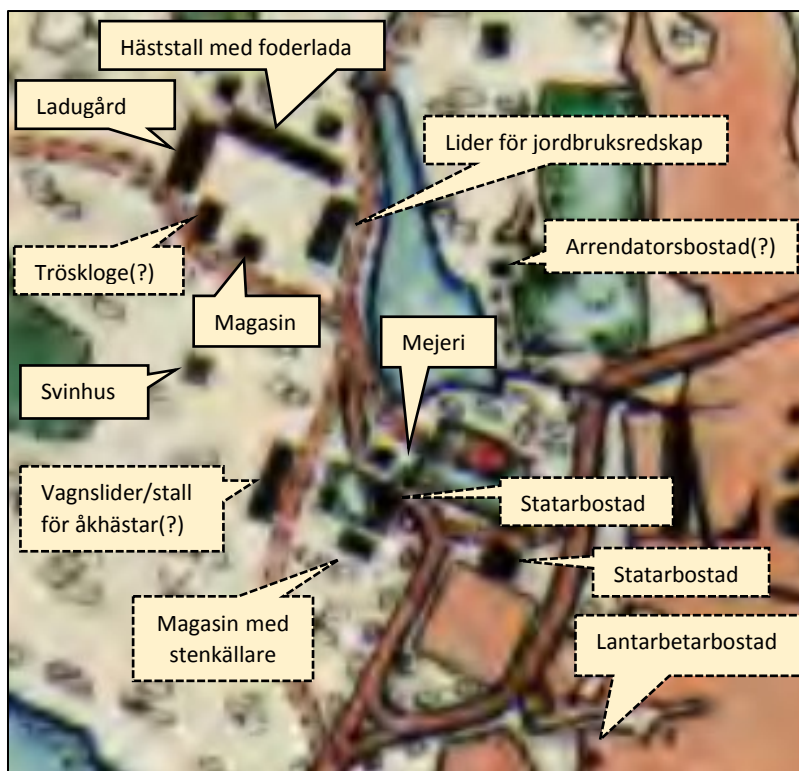 Häststall med foderlada
Ladugård
Lider för jordbruksredskap
Tröskloge(?)
Arrendatorsbostad(?)
Magasin
Mejeri
Svinhus
Vagnslider/stall
för åkhästar(?)
Statarbostad
Statarbostad
Magasin med
stenkällare
Lantarbetarbostad